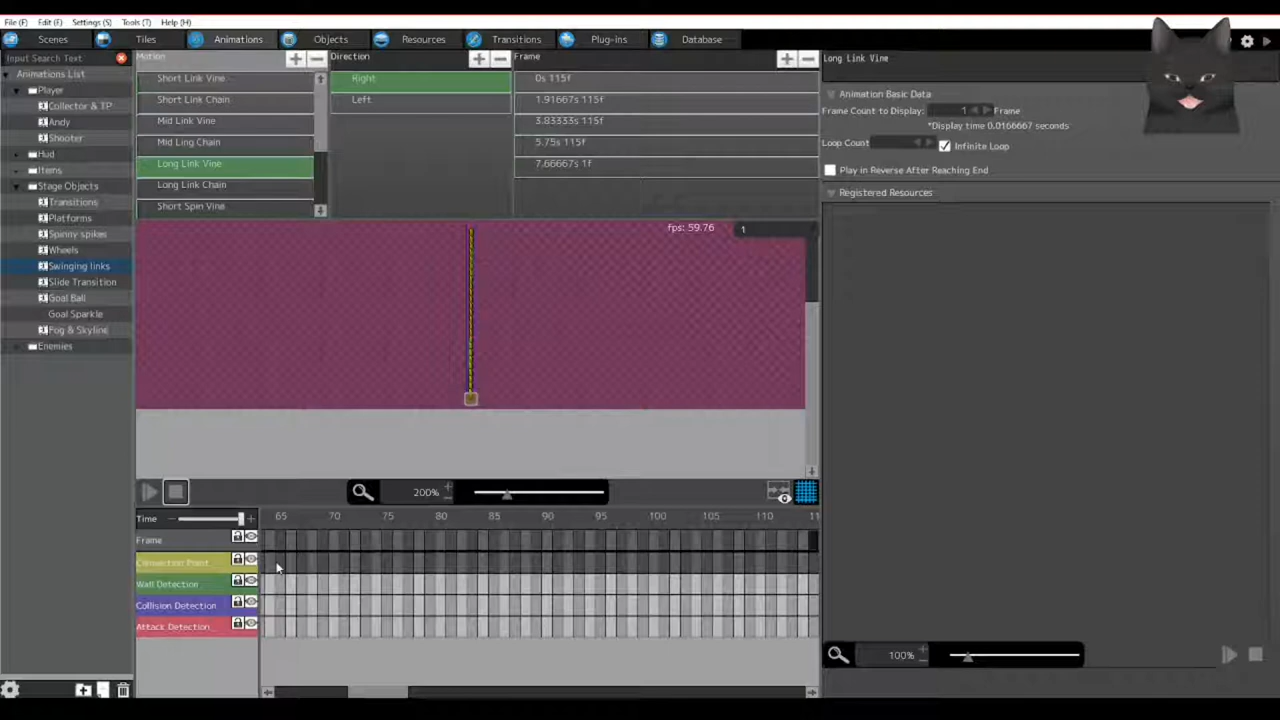 File (F) Edit (E) Settings (S) Tools (T) Help (H)
Scenes Tiles Animations Objects Resources Transitions Plug-ins Database
Input Search Text
Animations List
Player
Collector & TP
Andy
Shooter
Hud
Items
Stage Objects
Transitions
Platforms
Spinny spikes
Wheels
Swinging links
Slide Transition
Goal Ball
Goal Sparkle
Fog & Skyline
Enemies
Motion
Short Link Vine
Short Link Chain
Mid Link Vine
Mid Ling Chain
Long Link Vine
Long Link Chain
Short Spin Vine
Direction
Right
Left
Frame
0s 115f
1.91667s 115f
3.83333s 115f
5.75s 115f
7.66667s 1f
fps: 59.76
1
200%
Time
65 70 75 80 85 90 95 100 105 110 11
Frame
Connection Point
Wall Detection
Collision Detection
Attack Detection
Long Link Vine
Animation Basic Data
Frame Count to Display: 1 Frame
*Display time 0.0166667 seconds
Loop Count
Infinite Loop
Play in Reverse After Reaching End
Registered Resources
100%